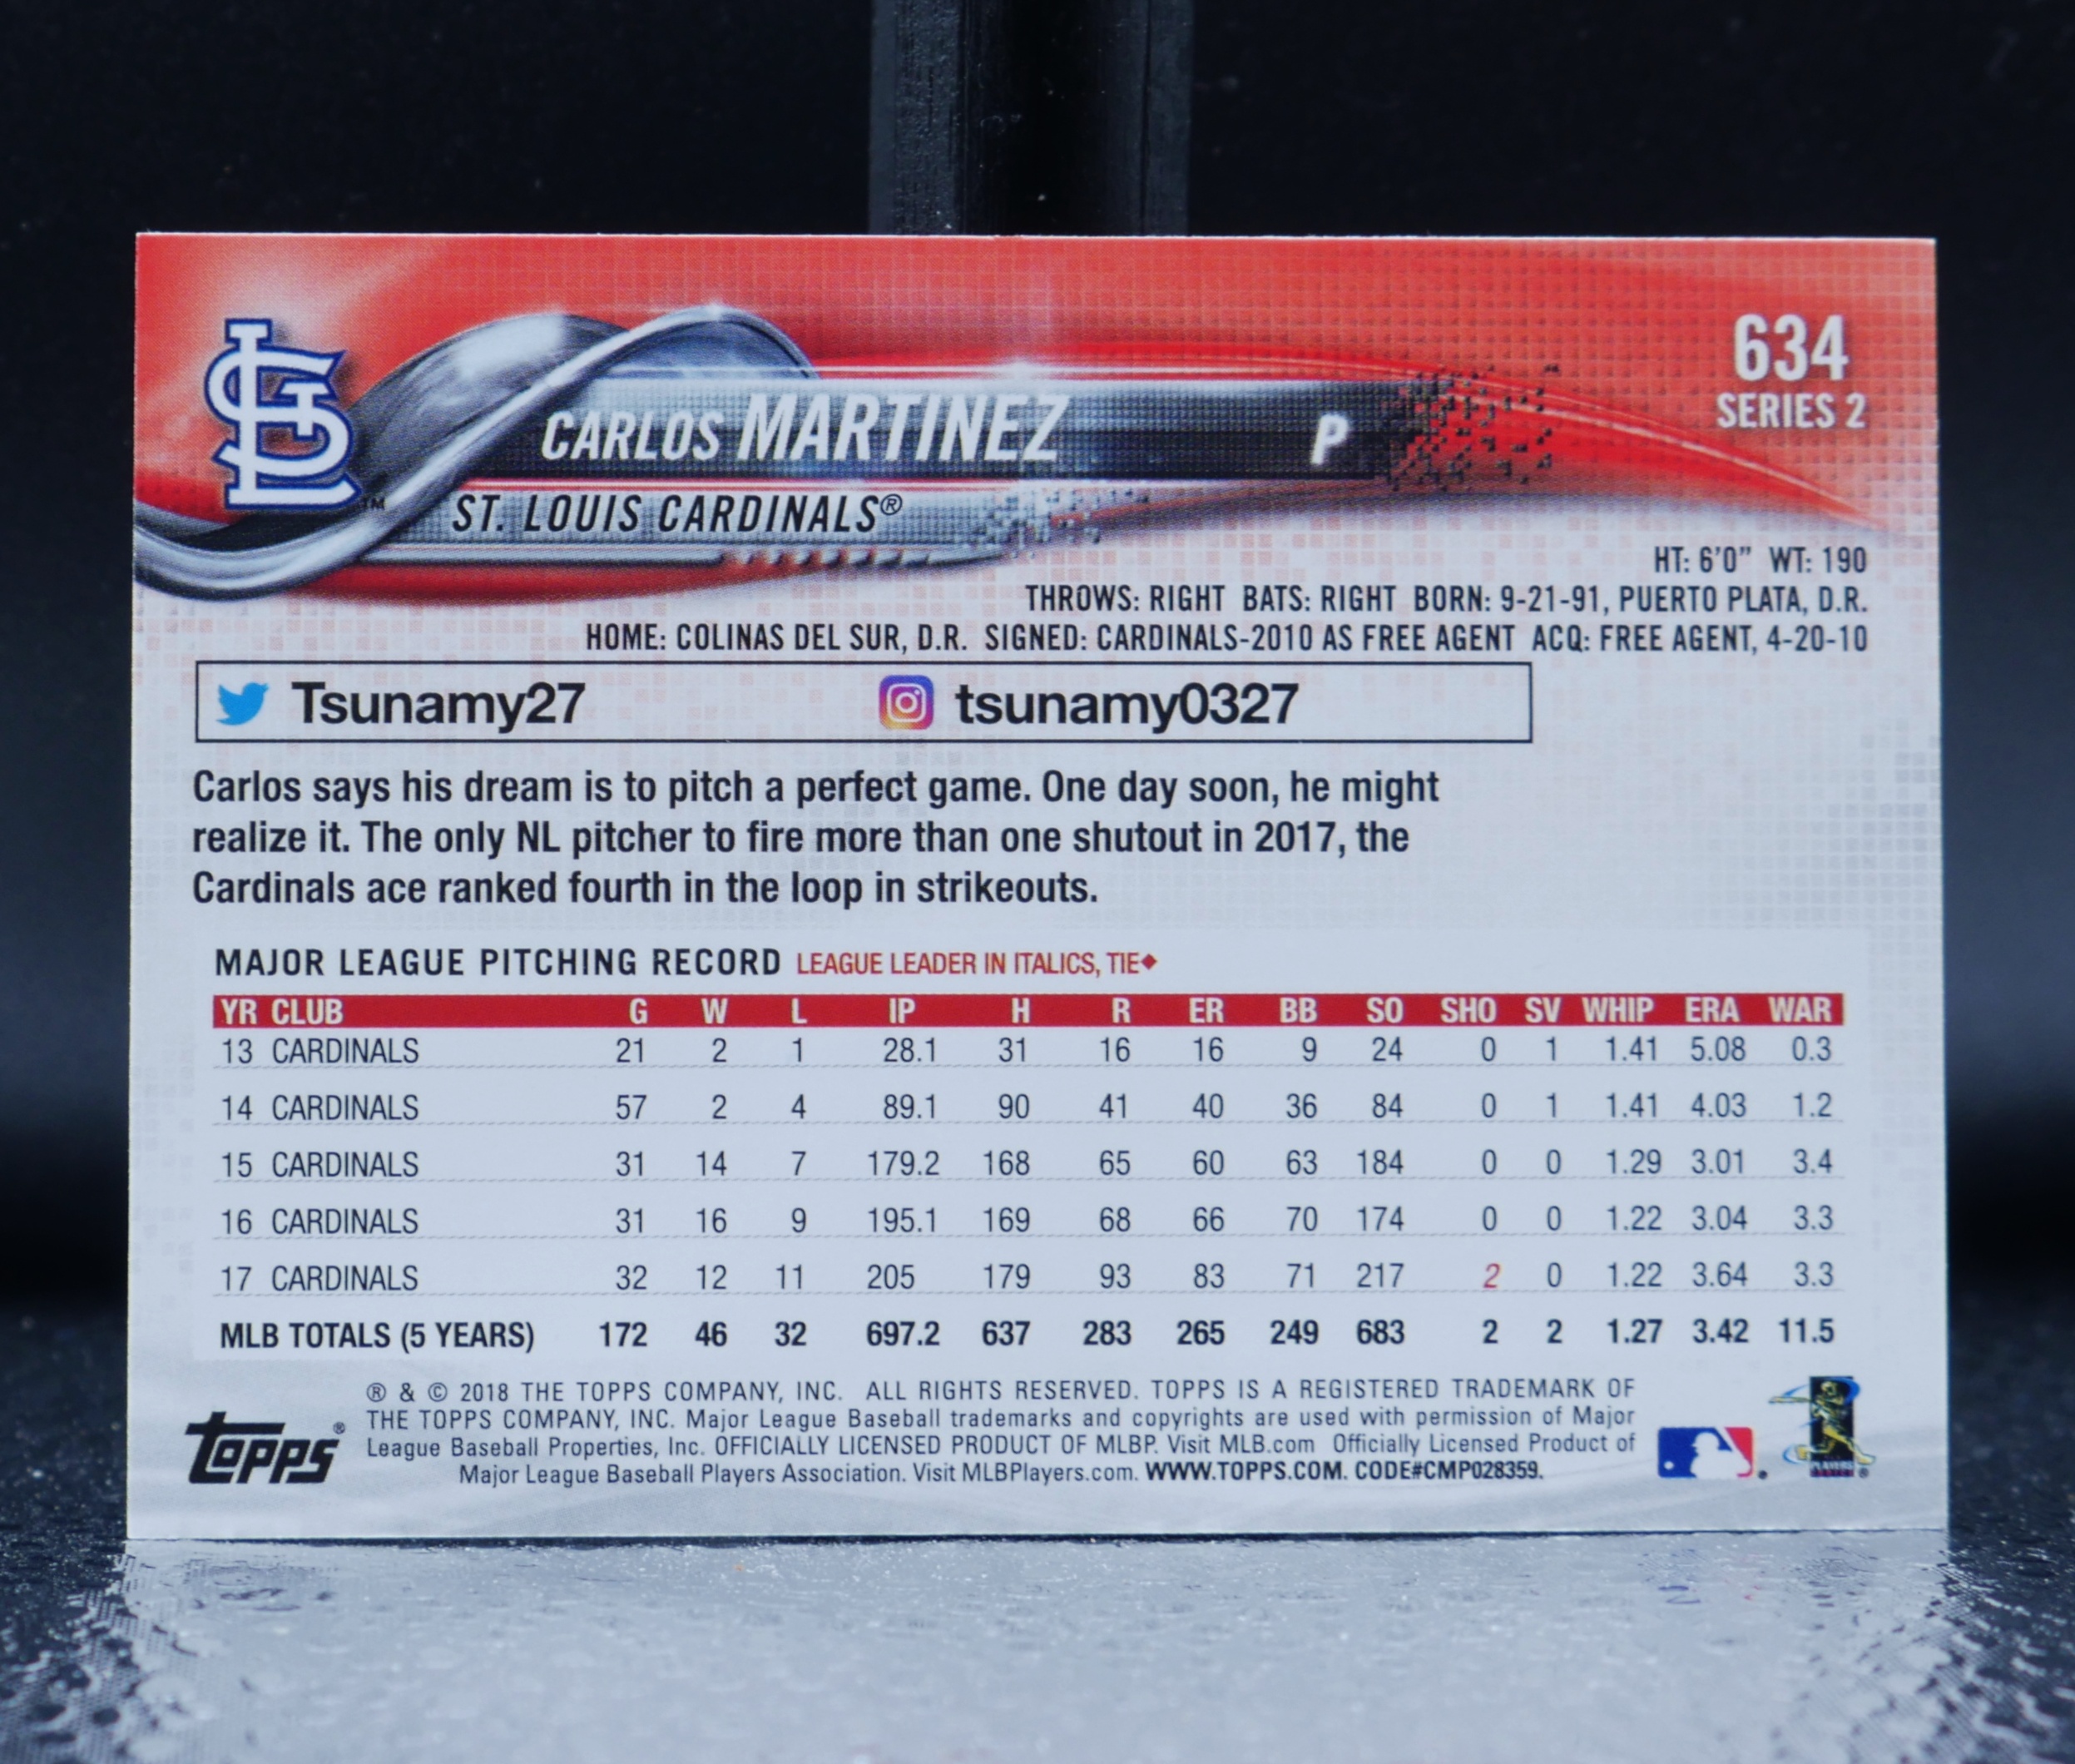 634
SERIES 2
STL
TM
CARLOS MARTINEZ P
ST. LOUIS CARDINALS®
HT: 6'0" WT: 190
THROWS: RIGHT BATS: RIGHT BORN: 9-21-91, PUERTO PLATA, D.R.
HOME: COLINAS DEL SUR, D.R. SIGNED: CARDINALS-2010 AS FREE AGENT ACQ: FREE AGENT, 4-20-10
Tsunamy27 tsunamy0327
Carlos says his dream is to pitch a perfect game. One day soon, he might
realize it. The only NL pitcher to fire more than one shutout in 2017, the
Cardinals ace ranked fourth in the loop in strikeouts.
MAJOR LEAGUE PITCHING RECORD LEAGUE LEADER IN ITALICS, TIE◆
YR CLUB G W L IP H R ER BB SO SHO SV WHIP ERA WAR
13 CARDINALS 21 2 1 28.1 31 16 16 9 24 0 1 1.41 5.08 0.3
14 CARDINALS 57 2 4 89.1 90 41 40 36 84 0 1 1.41 4.03 1.2
15 CARDINALS 31 14 7 179.2 168 65 60 63 184 0 0 1.29 3.01 3.4
16 CARDINALS 31 16 9 195.1 169 68 66 70 174 0 0 1.22 3.04 3.3
17 CARDINALS 32 12 11 205 179 93 83 71 217 2 0 1.22 3.64 3.3
MLB TOTALS (5 YEARS) 172 46 32 697.2 637 283 265 249 683 2 2 1.27 3.42 11.5
® & © 2018 THE TOPPS COMPANY, INC. ALL RIGHTS RESERVED. TOPPS IS A REGISTERED TRADEMARK OF
THE TOPPS COMPANY, INC. Major League Baseball trademarks and copyrights are used with permission of Major
League Baseball Properties, Inc. OFFICIALLY LICENSED PRODUCT OF MLBP. Visit MLB.com Officially Licensed Product of
Major League Baseball Players Association. Visit MLBPlayers.com. WWW.TOPPS.COM. CODE#CMP028359.
topps®
PLAYERS